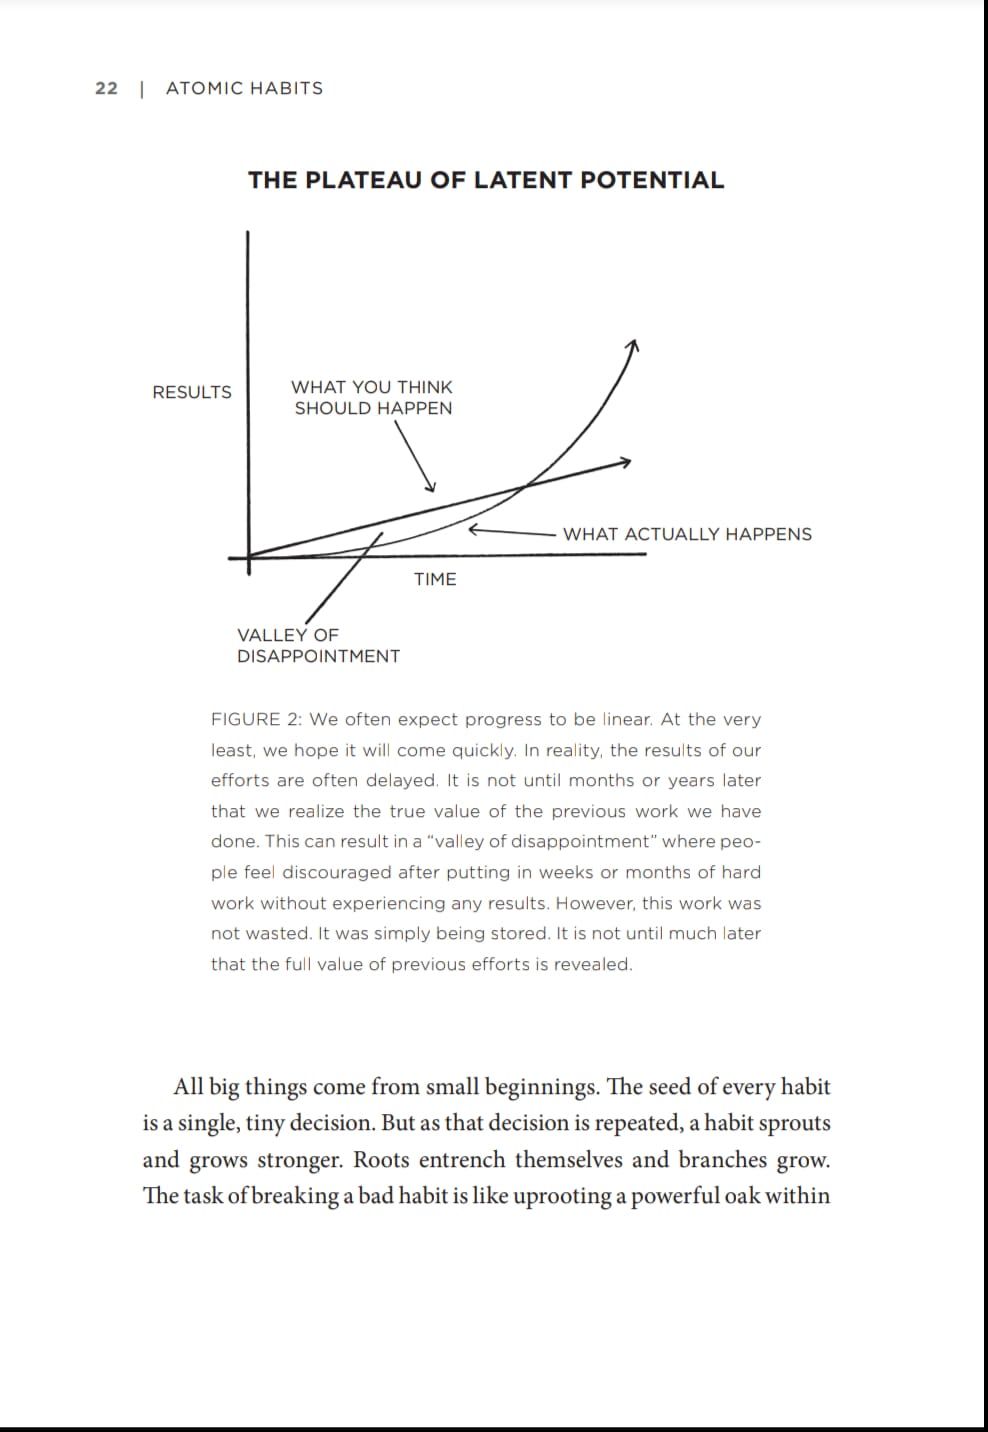 22 | ATOMIC HABITS
THE PLATEAU OF LATENT POTENTIAL
RESULTS
WHAT YOU THINK
SHOULD HAPPEN
WHAT ACTUALLY HAPPENS
TIME
VALLEY OF
DISAPPOINTMENT
FIGURE 2: We often expect progress to be linear. At the very
least, we hope it will come quickly. In reality, the results of our
efforts are often delayed. It is not until months or years later
that we realize the true value of the previous work we have
done. This can result in a “valley of disappointment” where peo-
ple feel discouraged after putting in weeks or months of hard
work without experiencing any results. However, this work was
not wasted. It was simply being stored. It is not until much later
that the full value of previous efforts is revealed.
All big things come from small beginnings. The seed of every habit
is a single, tiny decision. But as that decision is repeated, a habit sprouts
and grows stronger. Roots entrench themselves and branches grow.
The task of breaking a bad habit is like uprooting a powerful oak within